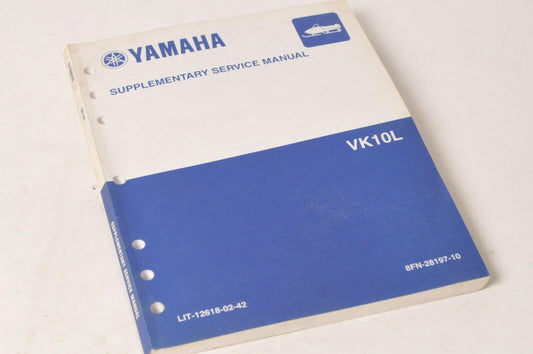 YAMAHA
SUPPLEMENTARY SERVICE MANUAL
VK10L
LIT-12618-02-42
8FN-28197-10
SUPPLEMENTARY SERVICE MANUAL